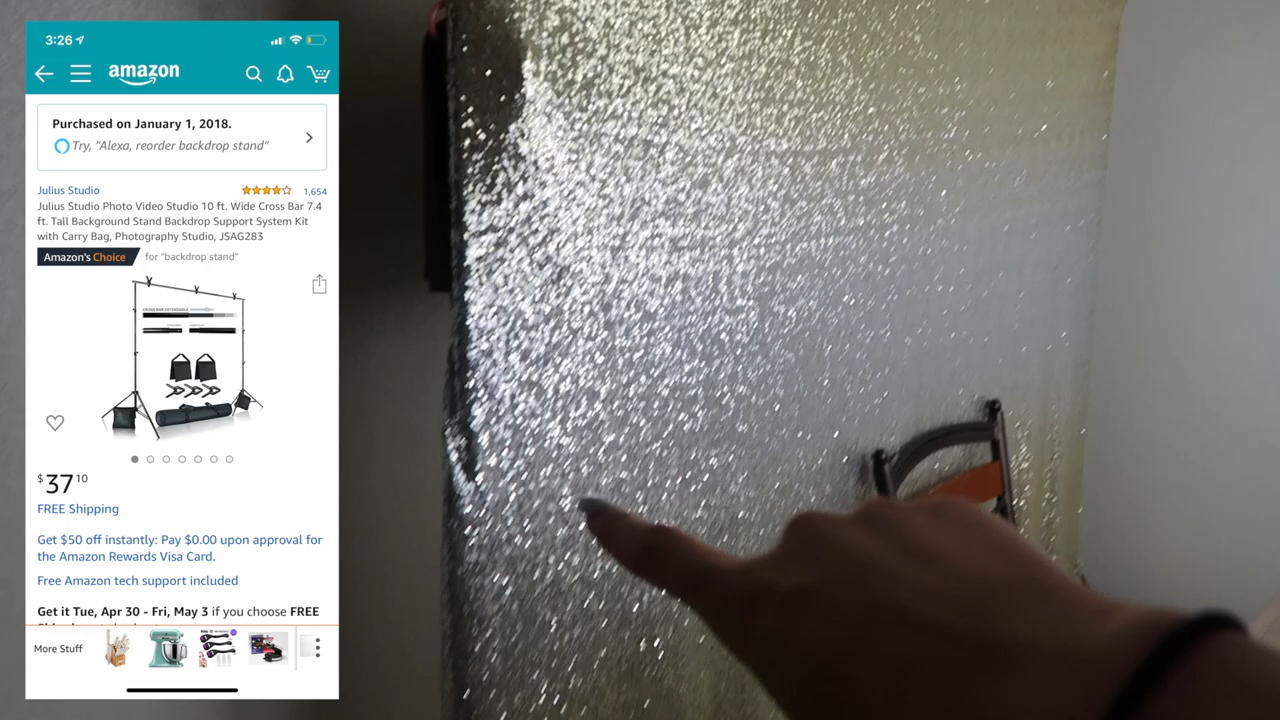 3:26
amazon
Purchased on January 1, 2018.
Try, "Alexa, reorder backdrop stand"
Julius Studio
1,654
Julius Studio Photo Video Studio 10 ft. Wide Cross Bar 7.4
ft. Tall Background Stand Backdrop Support System Kit
with Carry Bag, Photography Studio, JSAG283
Amazon's Choice
for "backdrop stand"
CROSS BAR EXTENDABLE
$37 10
FREE Shipping
Get $50 off instantly: Pay $0.00 upon approval for
the Amazon Rewards Visa Card.
Free Amazon tech support included
Get it Tue, Apr 30 - Fri, May 3 if you choose FREE
More Stuff